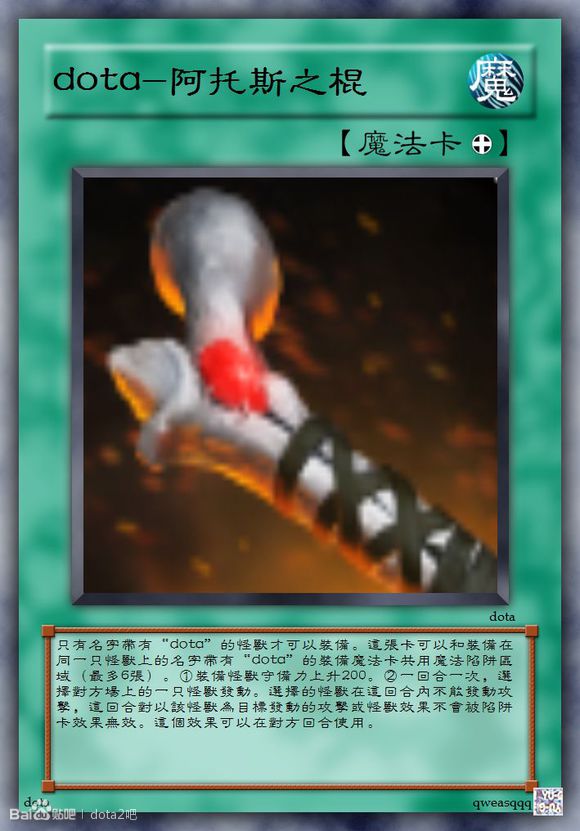 dota-阿托斯之棍
魔
【魔法卡】
dota
只有名字帶有“dota”的怪獸才可以裝備。這張卡可以和裝備在
同一只怪獸上的名字帶有“dota”的裝備魔法卡共用魔法陷阱區
域（最多6張）。①裝備怪獸守備力上升200。②一回合一次，選
擇對方場上的一只怪獸發動。選擇的怪獸在這回合內不能發動攻
擊，這回合對以該怪獸為目標發動的攻擊或怪獸效果不會被陷阱
卡效果無效。這個效果可以在對方回合使用。
dota
qweasqqq
Bai 贴吧 | dota2吧